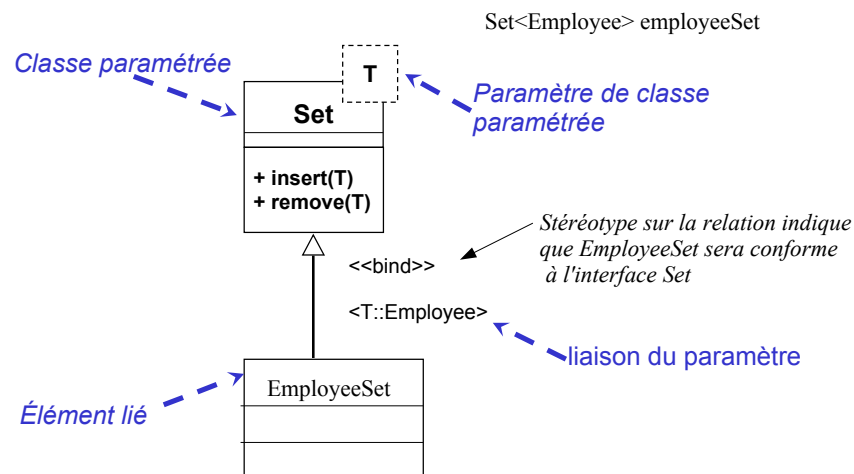 Set<Employee> employeeSet
Classe paramétrée
T
Paramètre de classe
paramétrée
Set
+ insert(T)
+ remove(T)
Stéréotype sur la relation indique
que EmployeeSet sera conforme
à l'interface Set
<<bind>>
<T::Employee>
liaison du paramètre
EmployeeSet
Élément lié